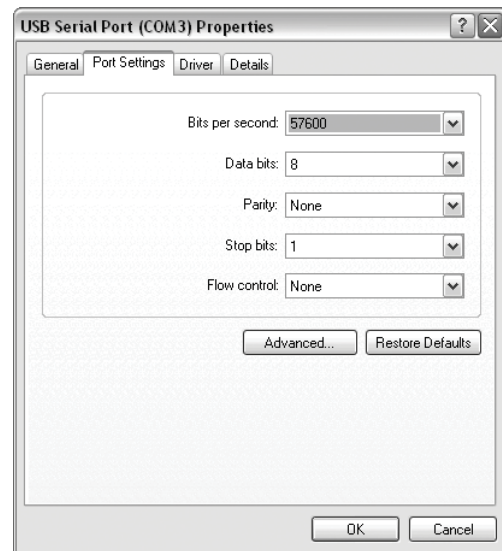 USB Serial Port (COM3) Properties
General Port Settings Driver Details
Bits per second: 57600
Data bits: 8
Parity: None
Stop bits: 1
Flow control: None
Advanced... Restore Defaults
OK Cancel